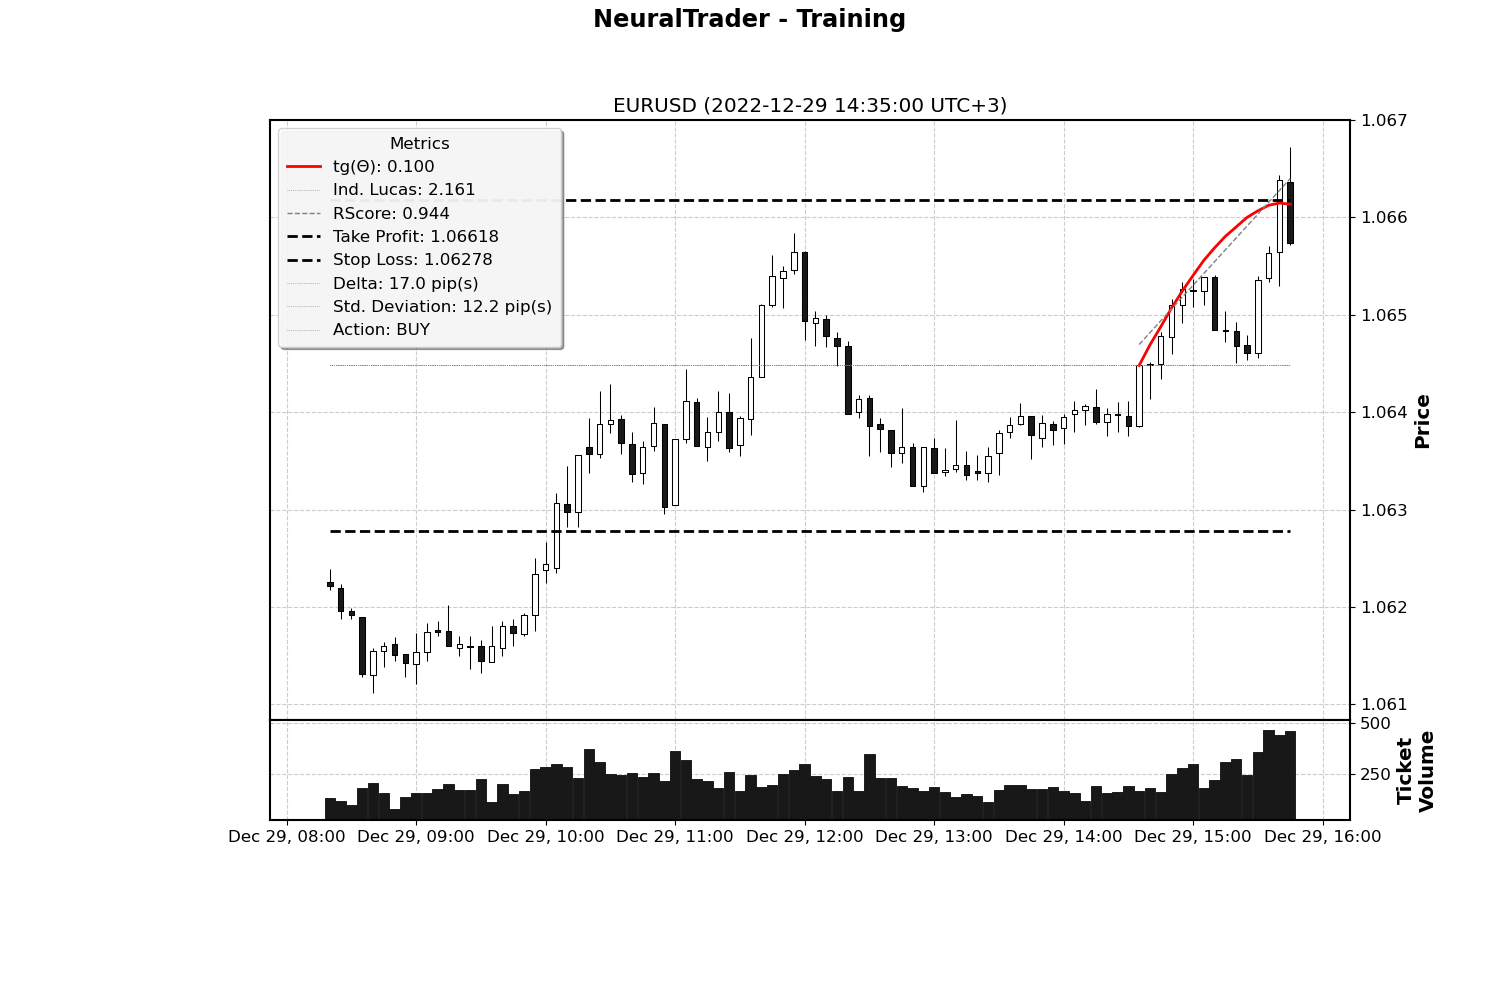 NeuralTrader - Training
EURUSD (2022-12-29 14:35:00 UTC+3)
Metrics
tg(Θ): 0.100
Ind. Lucas: 2.161
RScore: 0.944
Take Profit: 1.06618
Stop Loss: 1.06278
Delta: 17.0 pip(s)
Std. Deviation: 12.2 pip(s)
Action: BUY
1.067
1.066
1.065
1.064
1.063
1.062
1.061
Price
500
250
Ticket
Volume
Dec 29, 08:00 Dec 29, 09:00 Dec 29, 10:00 Dec 29, 11:00 Dec 29, 12:00 Dec 29, 13:00 Dec 29, 14:00 Dec 29, 15:00 Dec 29, 16:00